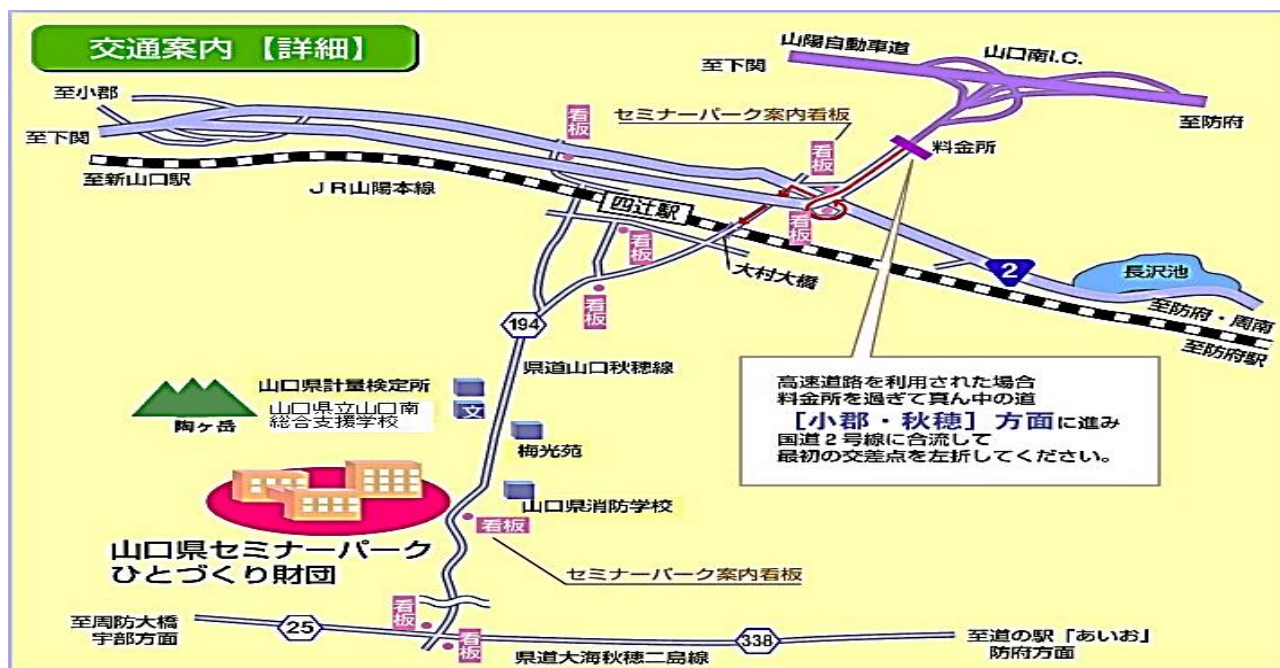 交通案内【詳細】
山陽自動車道
山口南I.C.
至下関
至小郡
セミナーパーク案内看板
看板
至防府
至下関
看板
料金所
至新山口駅
JR山陽本線
四辻駅
看板
看板
大村大橋
2
長沢池
看板
至防府・周南
至防府駅
194
県道山口秋穂線
高速道路を利用された場合
料金所を過ぎて真ん中の道
[小郡・秋穂]方面に進み
国道2号線に合流して
最初の交差点を左折してください。
山口県計量検定所
山口県立山口南
総合支援学校
文
陶ヶ岳
梅光苑
山口県消防学校
看板
山口県セミナーパーク
ひとづくり財団
セミナーパーク案内看板
至周防大橋
宇部方面
25
看板
看板
県道大海秋穂二島線
338
至道の駅「あいお」
防府方面